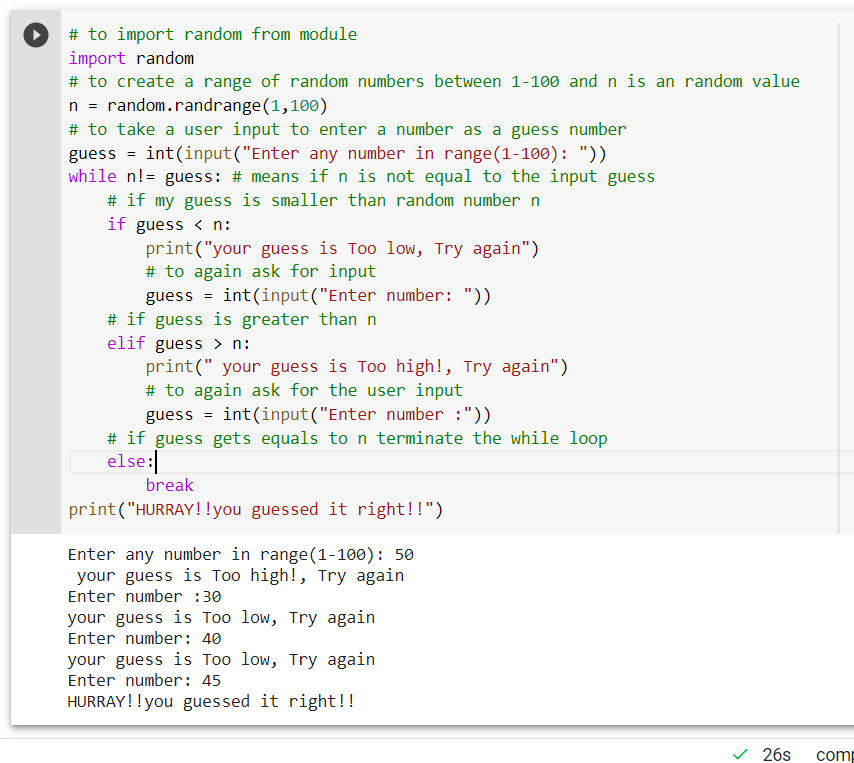 # to import random from module
import random
# to create a range of random numbers between 1-100 and n is an random value
n = random.randrange(1,100)
# to take a user input to enter a number as a guess number
guess = int(input("Enter any number in range(1-100): "))
while n!= guess: # means if n is not equal to the input guess
    # if my guess is smaller than random number n
    if guess < n:
        print("your guess is Too low, Try again")
        # to again ask for input
        guess = int(input("Enter number: "))
    # if guess is greater than n
    elif guess > n:
        print(" your guess is Too high!, Try again")
        # to again ask for the user input
        guess = int(input("Enter number :"))
    # if guess gets equals to n terminate the while loop
    else:
        break
print("HURRAY!!you guessed it right!!")
Enter any number in range(1-100): 50
 your guess is Too high!, Try again
Enter number :30
your guess is Too low, Try again
Enter number: 40
your guess is Too low, Try again
Enter number: 45
HURRAY!!you guessed it right!!
26s